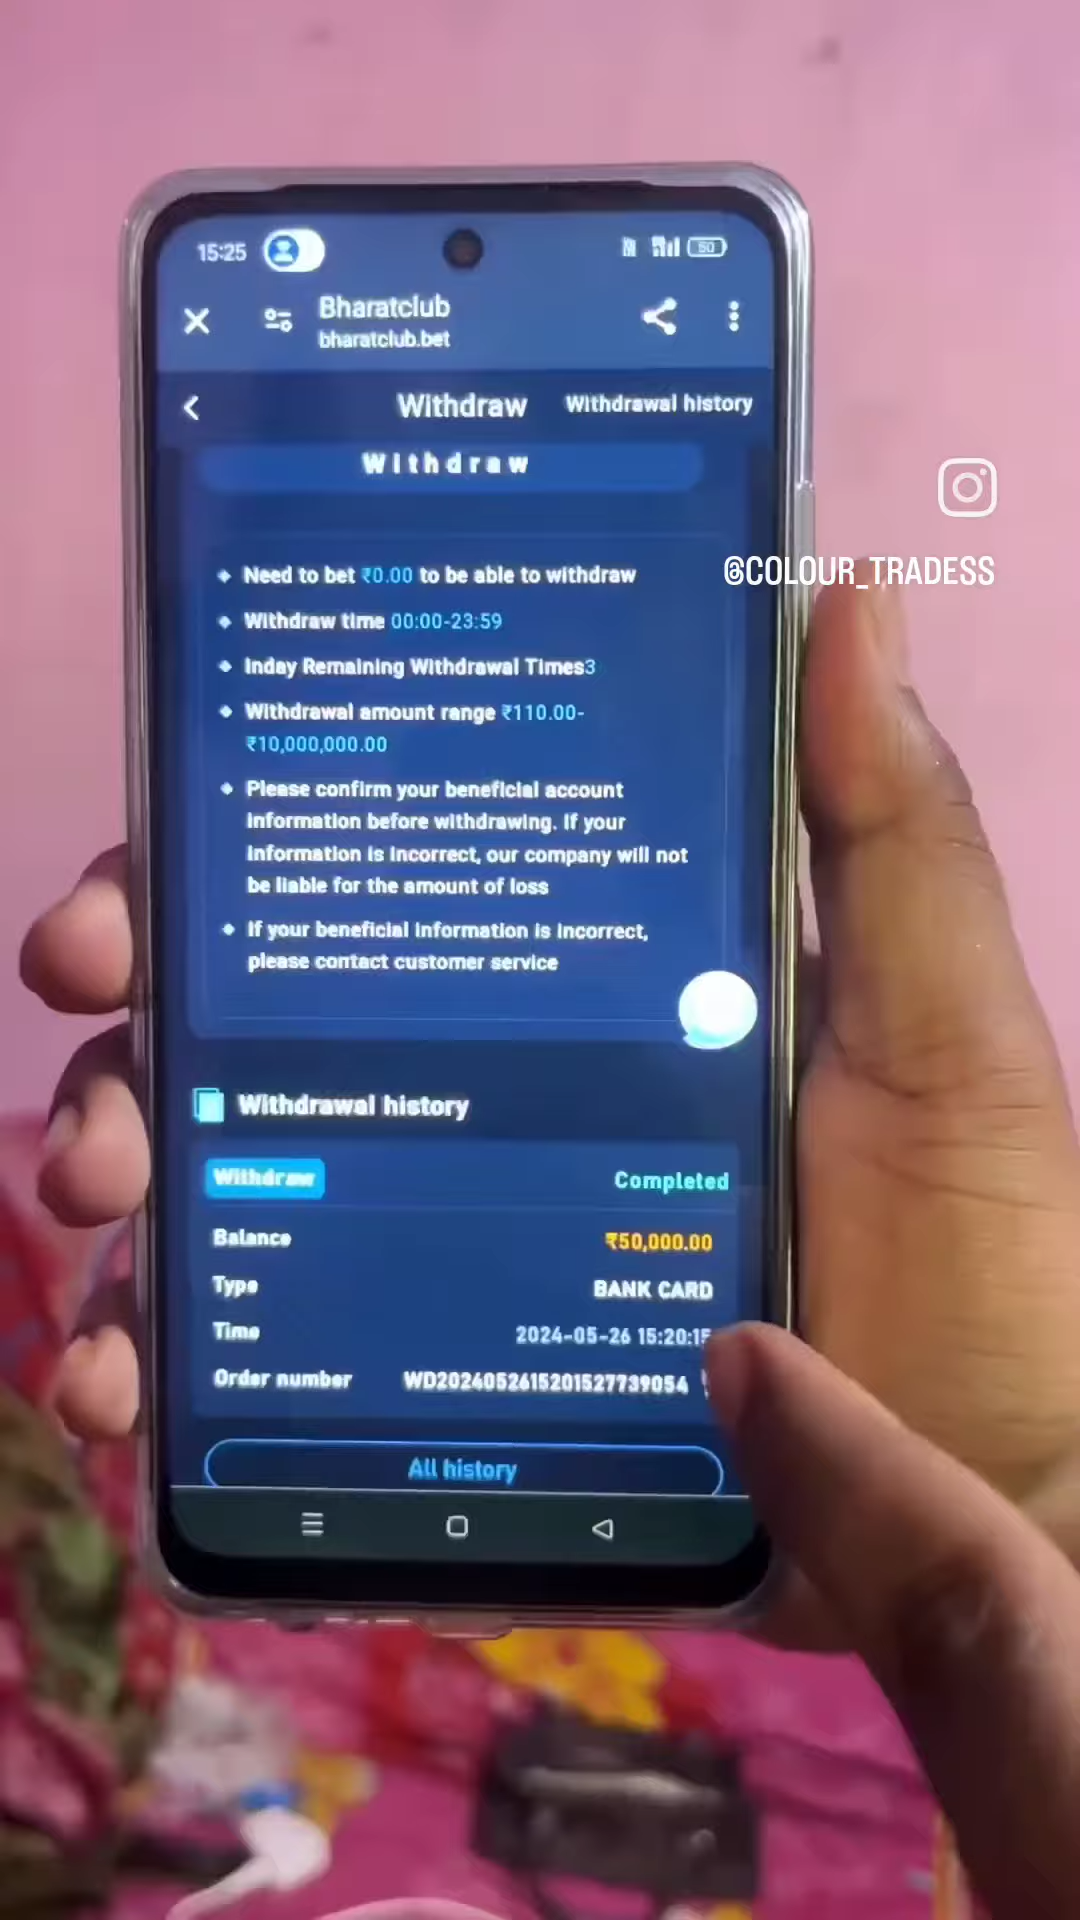 15:25
50
Bharatclub
bharatclub.bet
Withdraw
Withdrawal history
Withdraw
Need to bet ₹0.00 to be able to withdraw
Withdraw time 00:00-23:59
Inday Remaining Withdrawal Times3
Withdrawal amount range ₹110.00-
₹10,000,000.00
Please confirm your beneficial account
information before withdrawing. If your
information is incorrect, our company will not
be liable for the amount of loss
If your beneficial information is incorrect,
please contact customer service
Withdrawal history
Withdraw
Completed
Balance
₹50,000.00
Type
BANK CARD
Time
2024-05-26 15:20:15
Order number
WD2024052615201527739054
All history
@COLOUR_TRADESS